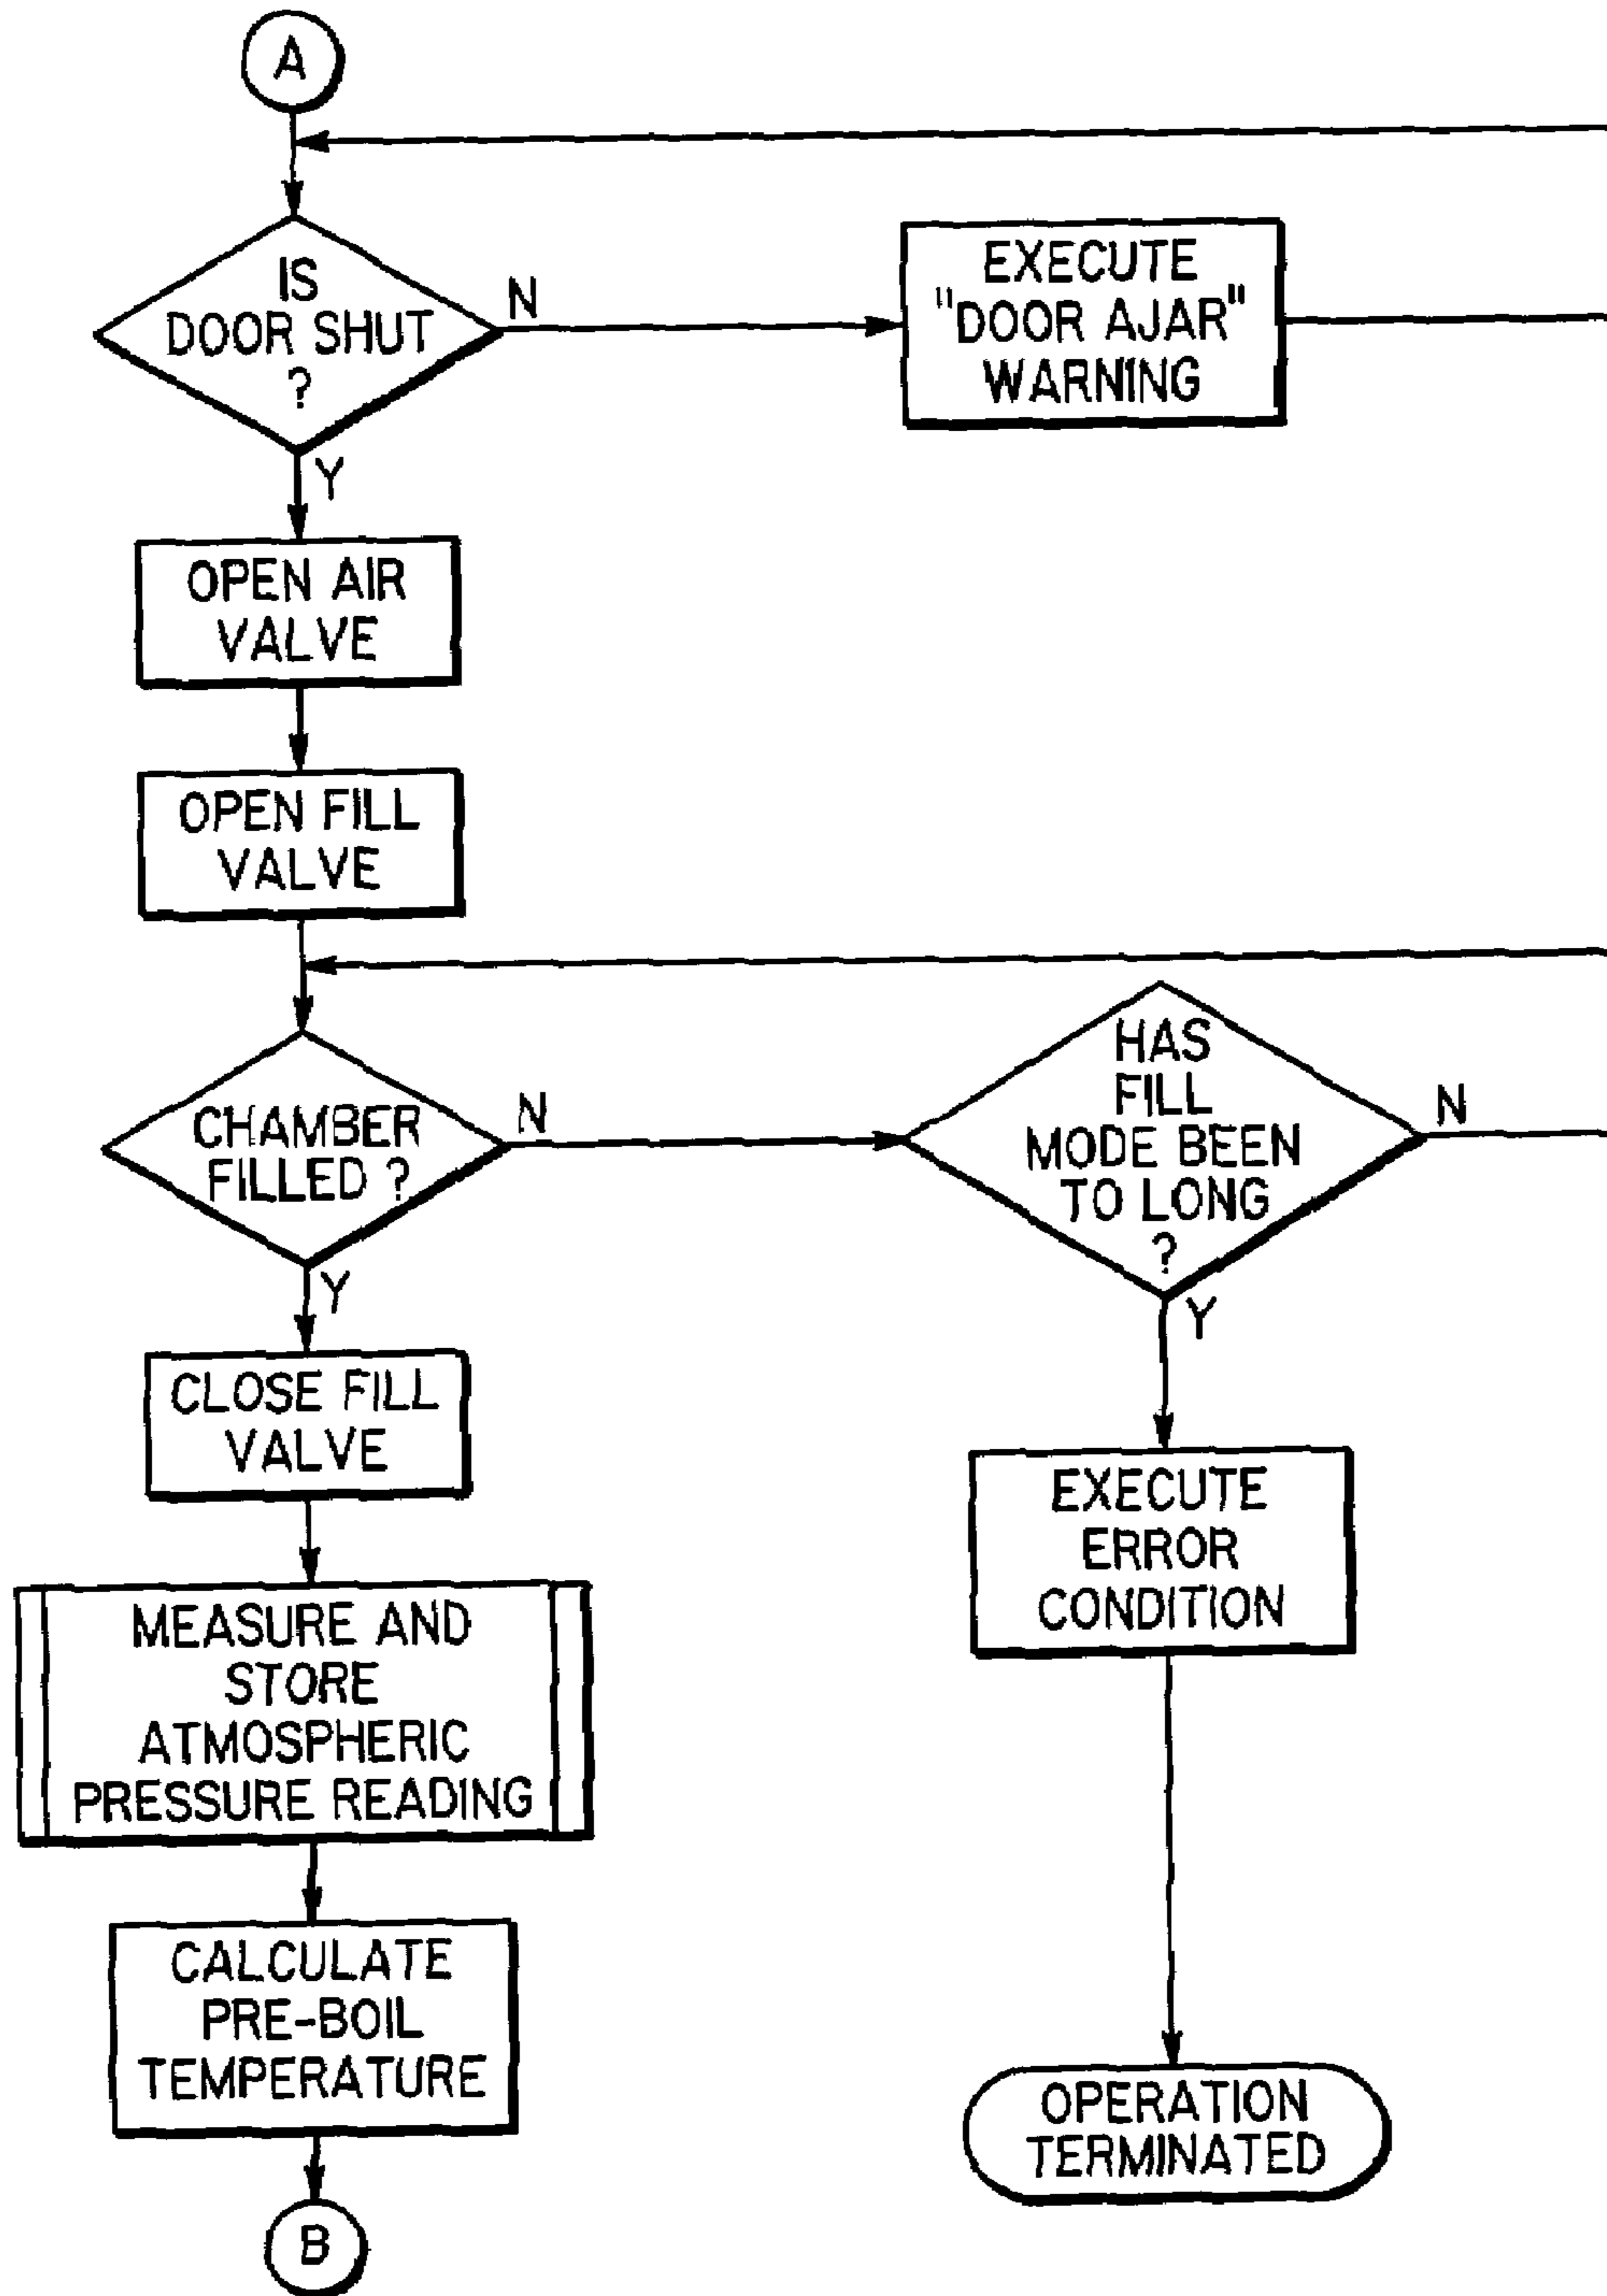 A
IS
DOOR SHUT
?
N
EXECUTE
"DOOR AJAR"
WARNING
Y
OPEN AIR
VALVE
OPEN FILL
VALVE
CHAMBER
FILLED ?
N
HAS
FILL
MODE BEEN
TO LONG
?
N
Y
Y
CLOSE FILL
VALVE
EXECUTE
ERROR
CONDITION
MEASURE AND
STORE
ATMOSPHERIC
PRESSURE READING
CALCULATE
PRE-BOIL
TEMPERATURE
OPERATION
TERMINATED
B